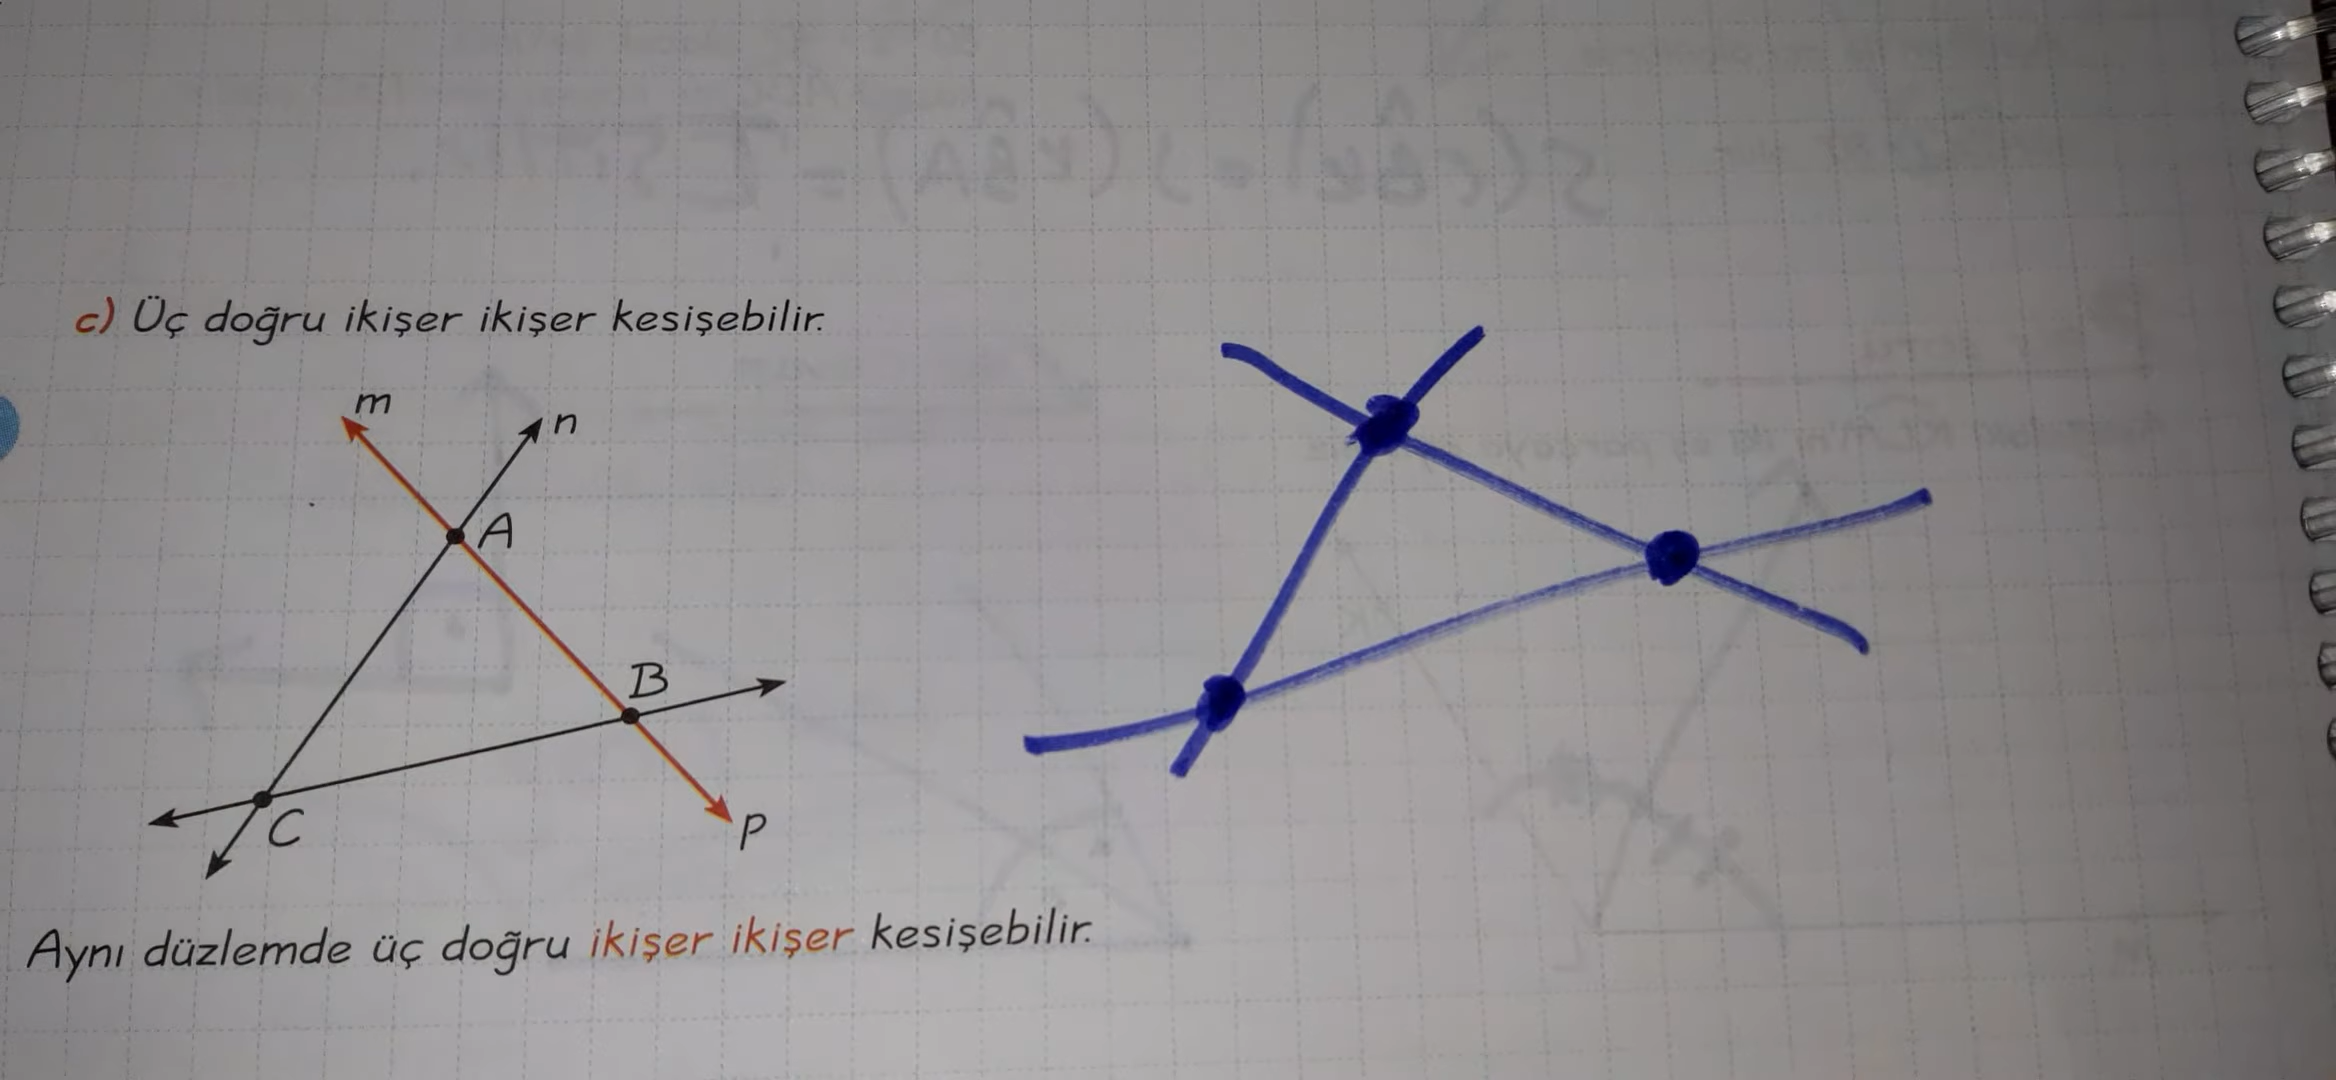 c) Üç doğru ikişer ikişer kesişebilir.
m
n
A
B
C
p
Aynı düzlemde üç doğru ikişer ikişer kesişebilir.